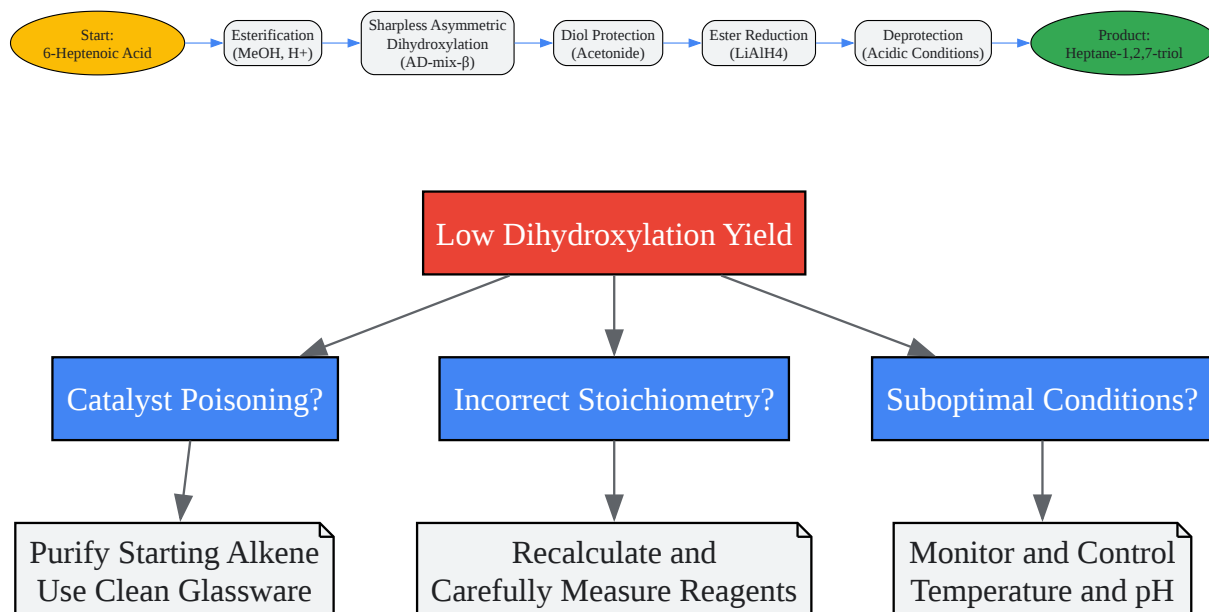 Start:
6-Heptenoic Acid
Esterification
(MeOH, H+)
Sharpless Asymmetric
Dihydroxylation
(AD-mix-β)
Diol Protection
(Acetonide)
Ester Reduction
(LiAlH4)
Deprotection
(Acidic Conditions)
Product:
Heptane-1,2,7-triol
Low Dihydroxylation Yield
Catalyst Poisoning?
Incorrect Stoichiometry?
Suboptimal Conditions?
Purify Starting Alkene
Use Clean Glassware
Recalculate and
Carefully Measure Reagents
Monitor and Control
Temperature and pH